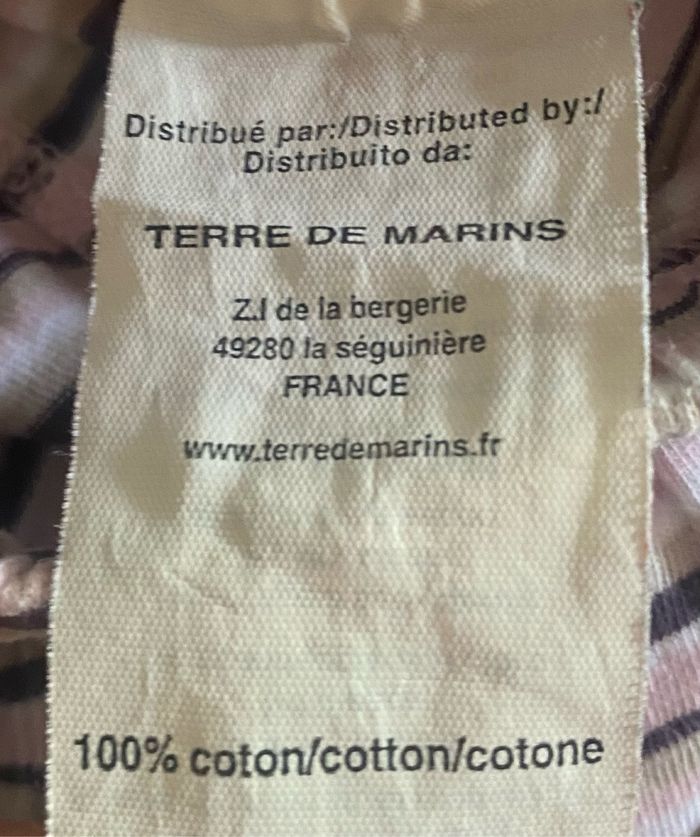 Distribué par:/Distributed by:/
Distribuito da:
TERRE DE MARINS
Z.I de la bergerie
49280 la séguinière
FRANCE
www.terredemarins.fr
100% coton/cotton/cotone